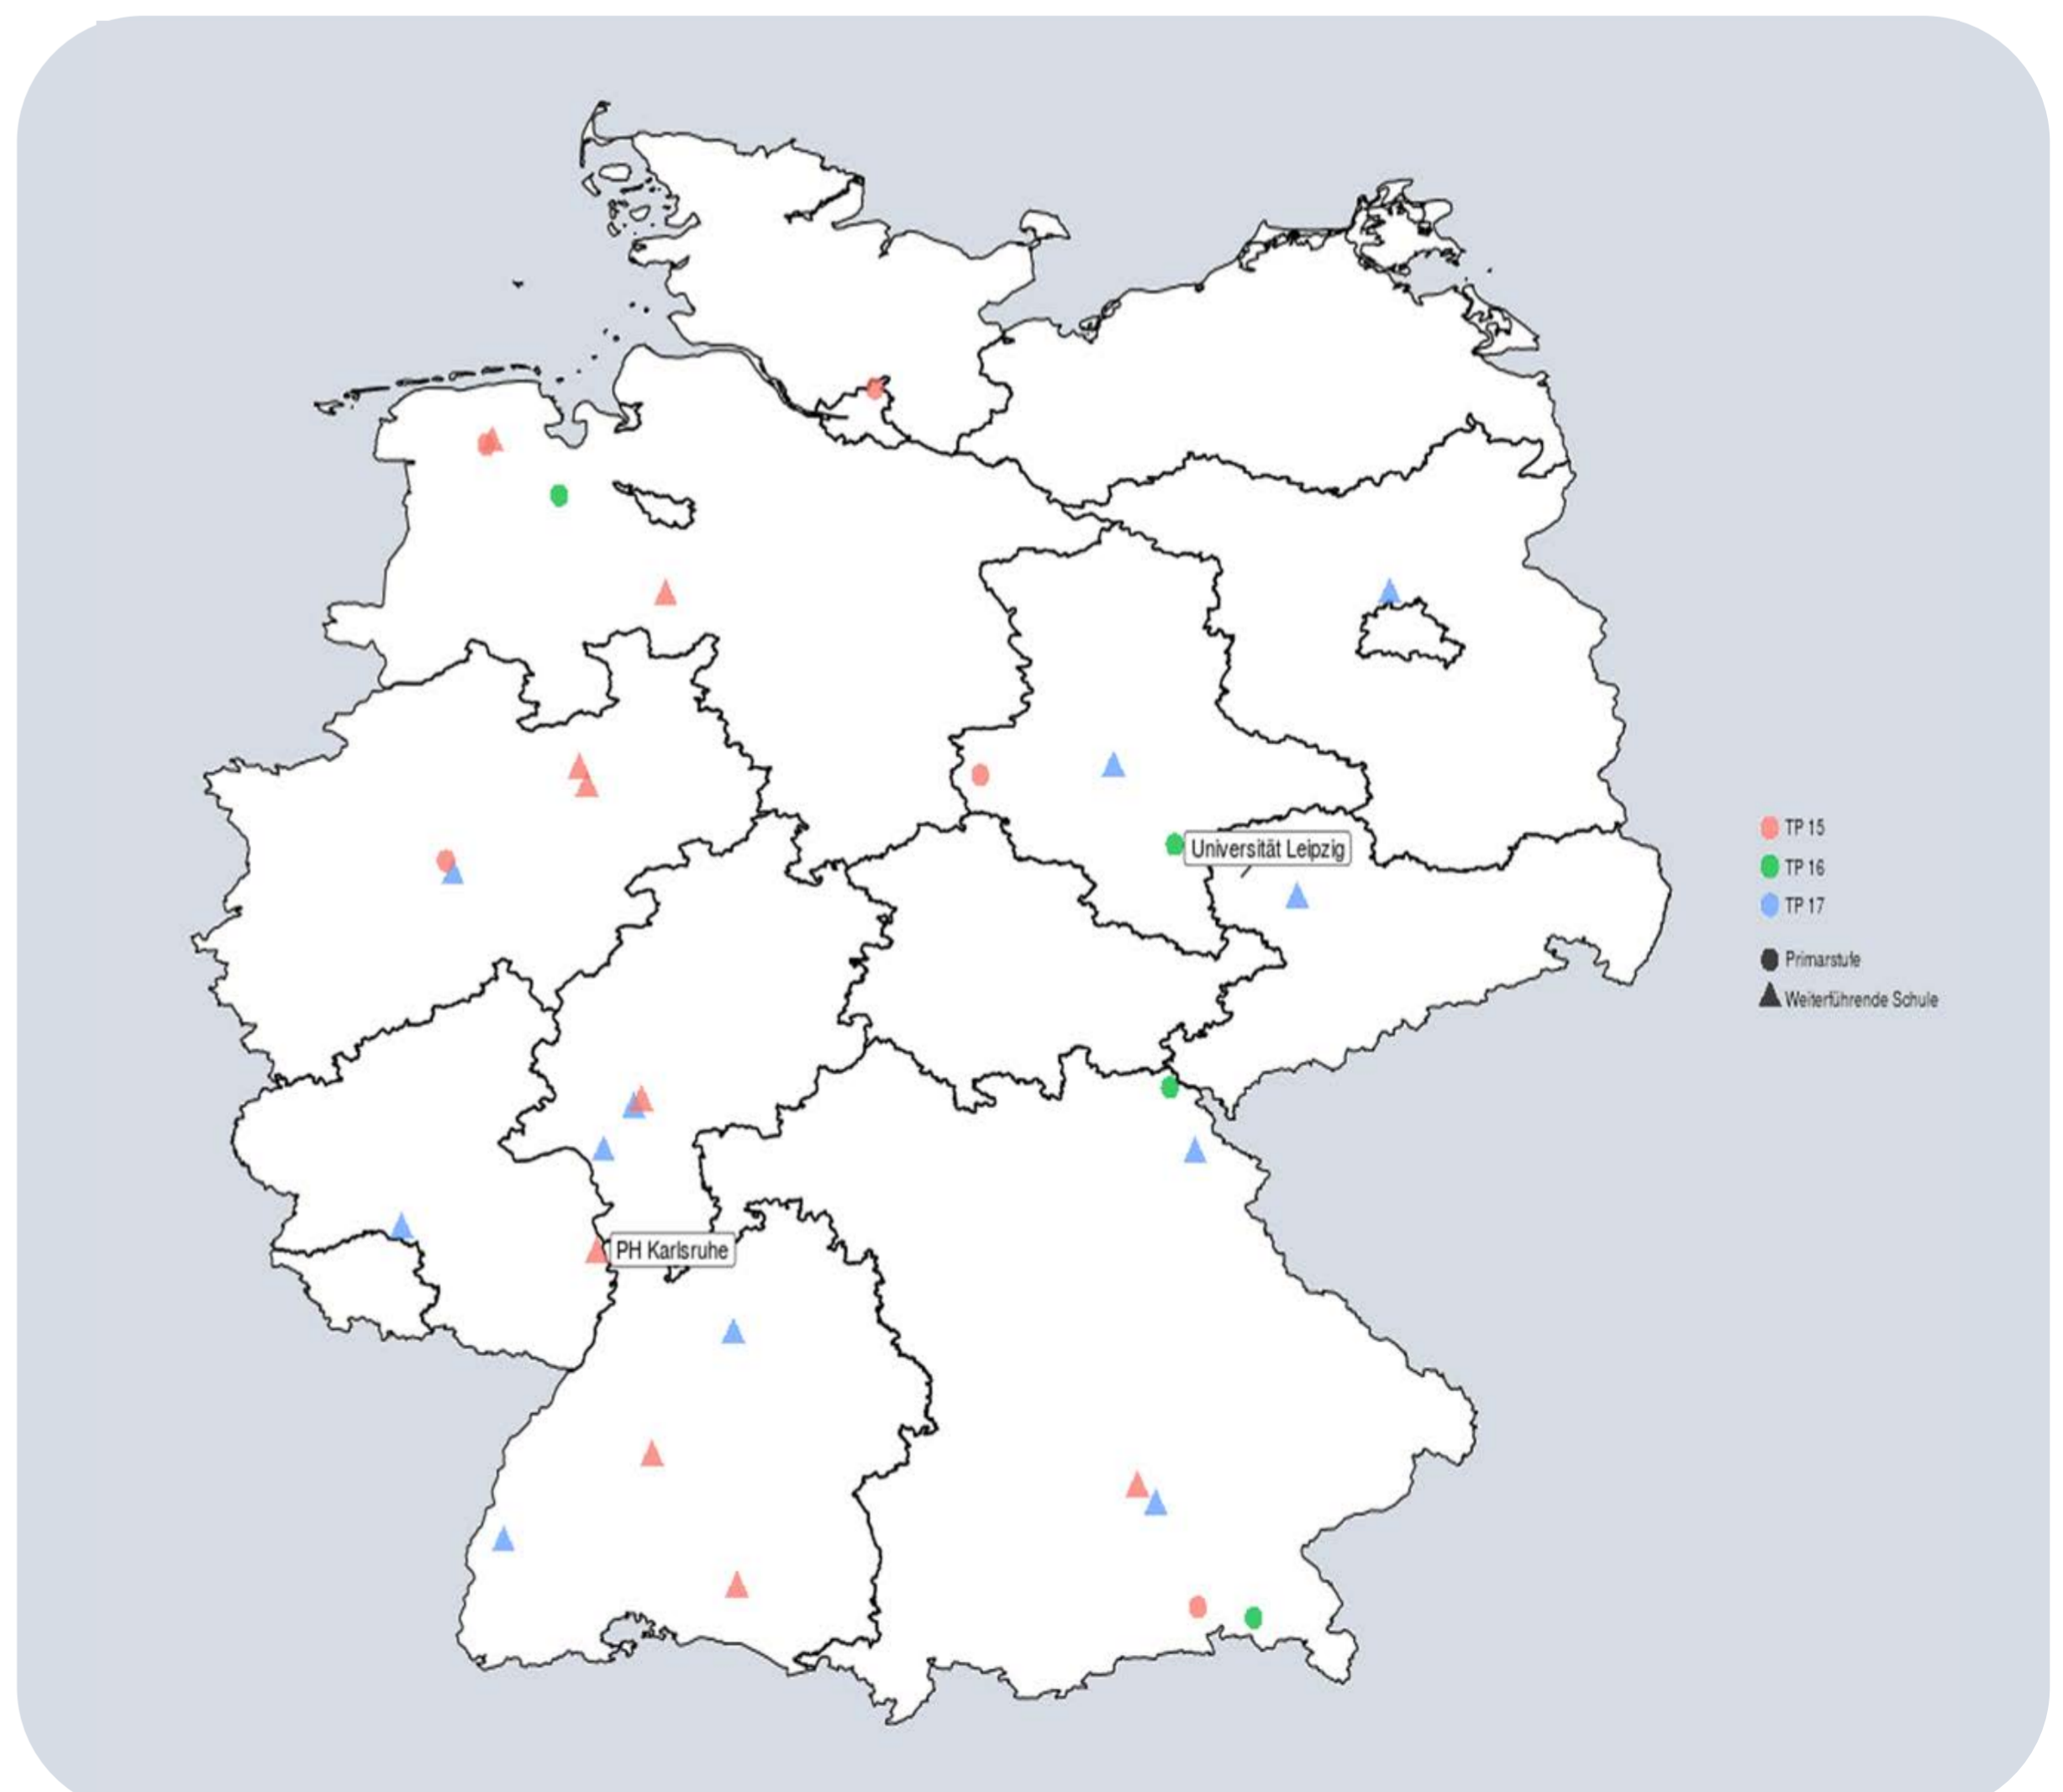 TP 15
Universität Leipzig
TP 16
TP 17
Primarstufe
Weiterführende Schule
PH Karlsruhe